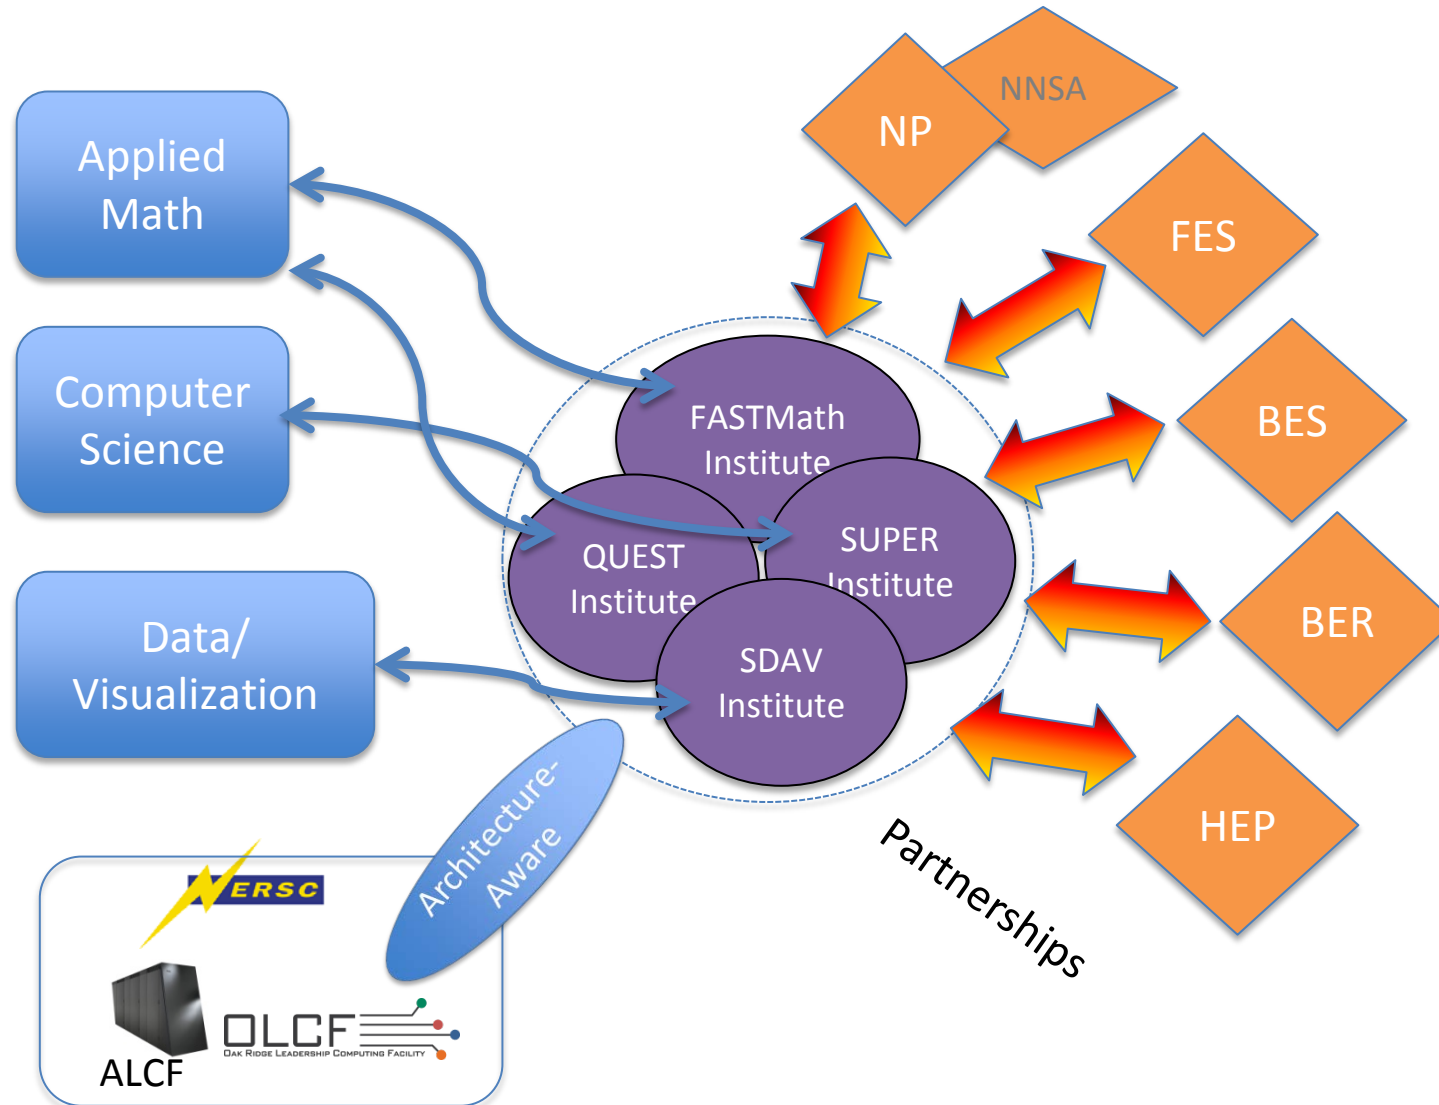 Applied
Math
Computer
Science
Data/
Visualization
NERSC
ALCF
OLCF
OAK RIDGE LEADERSHIP COMPUTING FACILITY
Architecture-
Aware
FASTMath
Institute
QUEST
Institute
SUPER
Institute
SDAV
Institute
NP
NNSA
FES
BES
BER
HEP
Partnerships